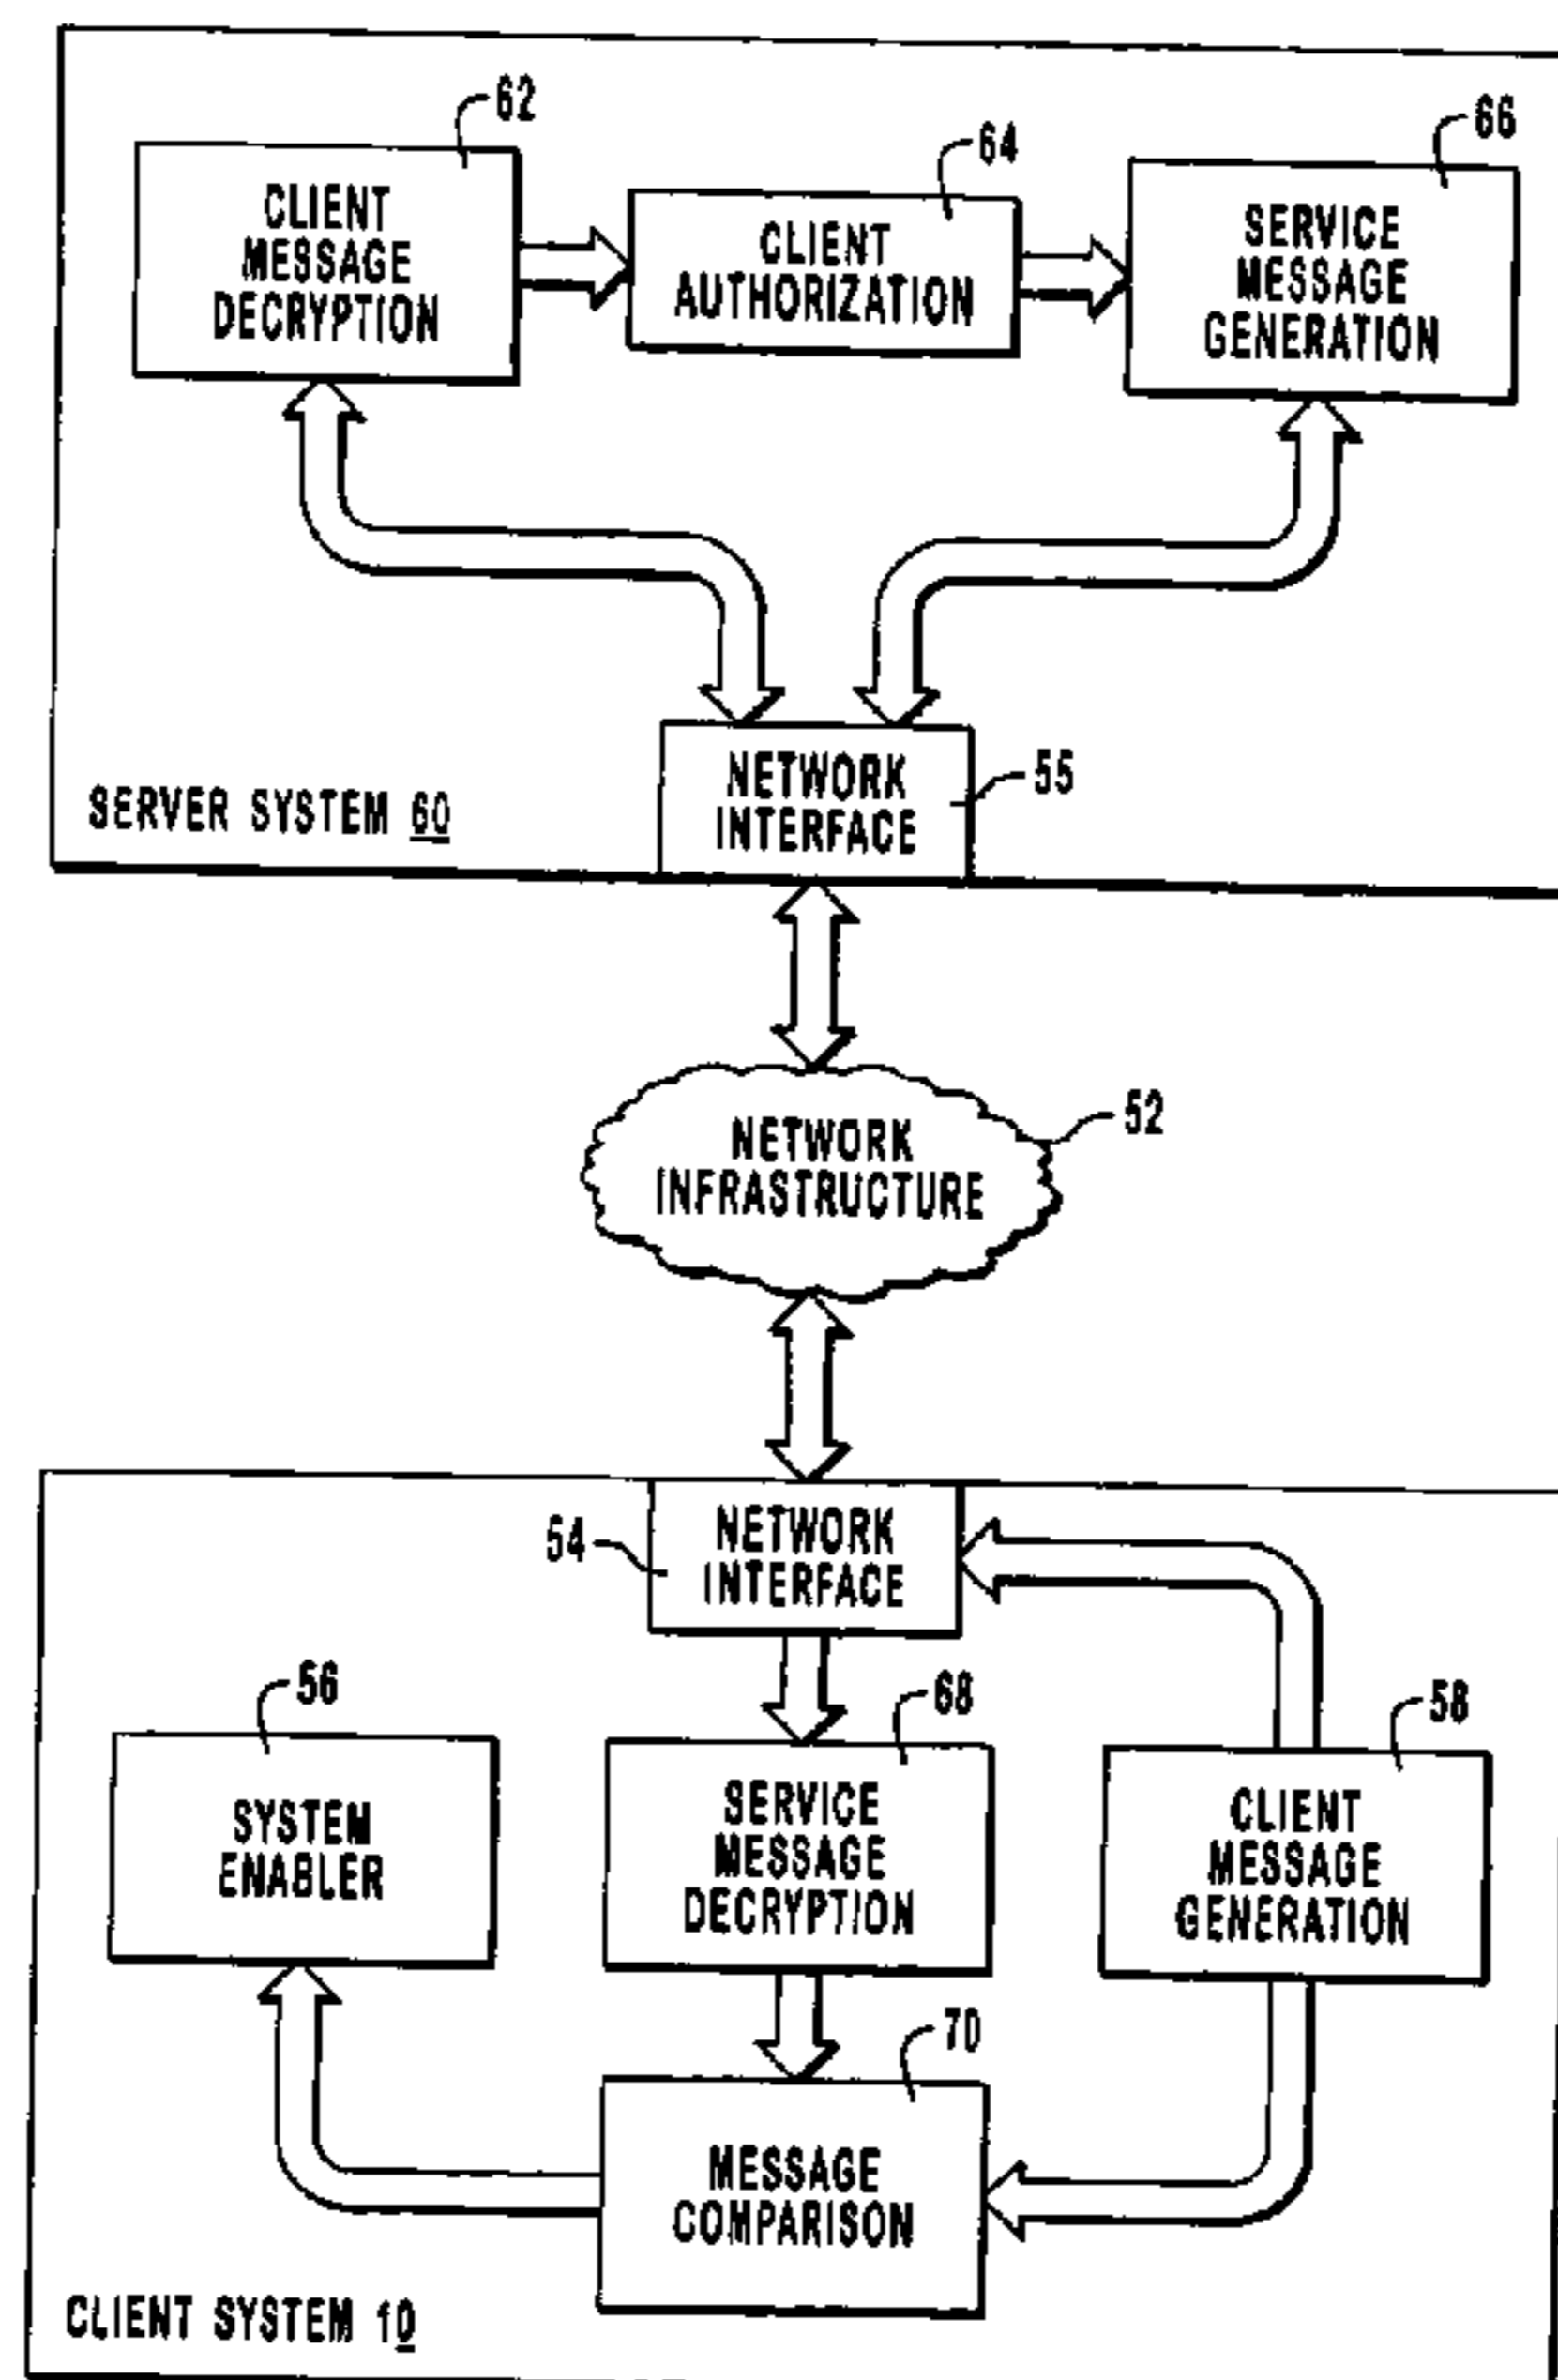 62
64
66
CLIENT
MESSAGE
DECRYPTION
CLIENT
AUTHORIZATION
SERVICE
MESSAGE
GENERATION
NETWORK
INTERFACE
55
SERVER SYSTEM 60
NETWORK
INFRASTRUCTURE
52
54
NETWORK
INTERFACE
56
68
58
SYSTEM
ENABLER
SERVICE
MESSAGE
DECRYPTION
CLIENT
MESSAGE
GENERATION
70
MESSAGE
COMPARISON
CLIENT SYSTEM 10